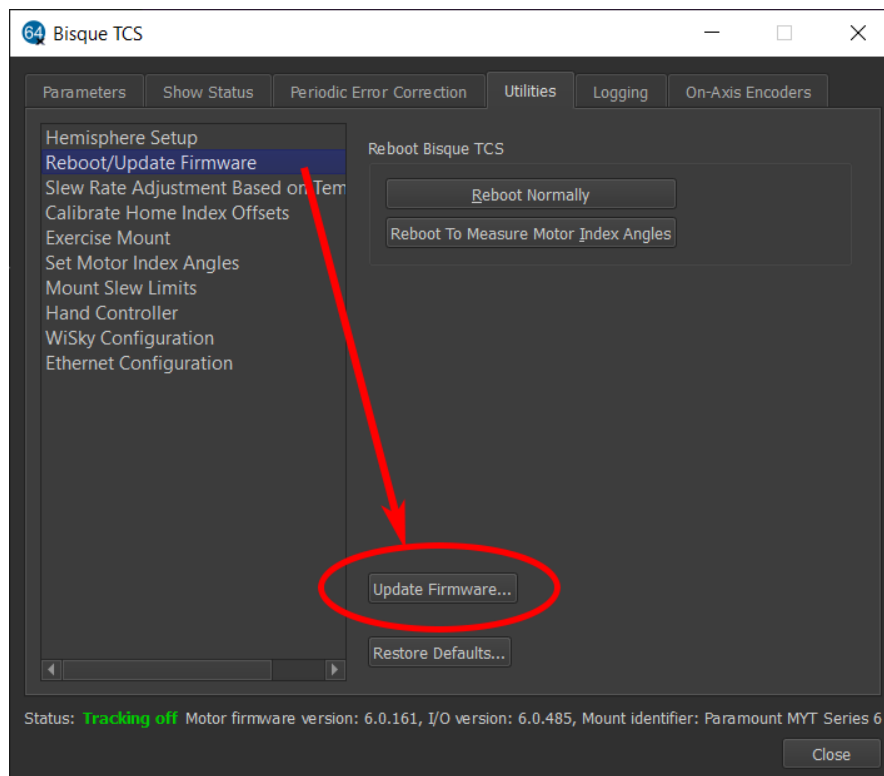 64 Bisque TCS
Parameters Show Status Periodic Error Correction Utilities Logging On-Axis Encoders
Hemisphere Setup
Reboot/Update Firmware
Slew Rate Adjustment Based on Tem
Calibrate Home Index Offsets
Exercise Mount
Set Motor Index Angles
Mount Slew Limits
Hand Controller
WiSky Configuration
Ethernet Configuration
Reboot Bisque TCS
Reboot Normally
Reboot To Measure Motor Index Angles
Update Firmware...
Restore Defaults...
Status: Tracking off Motor firmware version: 6.0.161, I/O version: 6.0.485, Mount identifier: Paramount MYT Series 6
Close